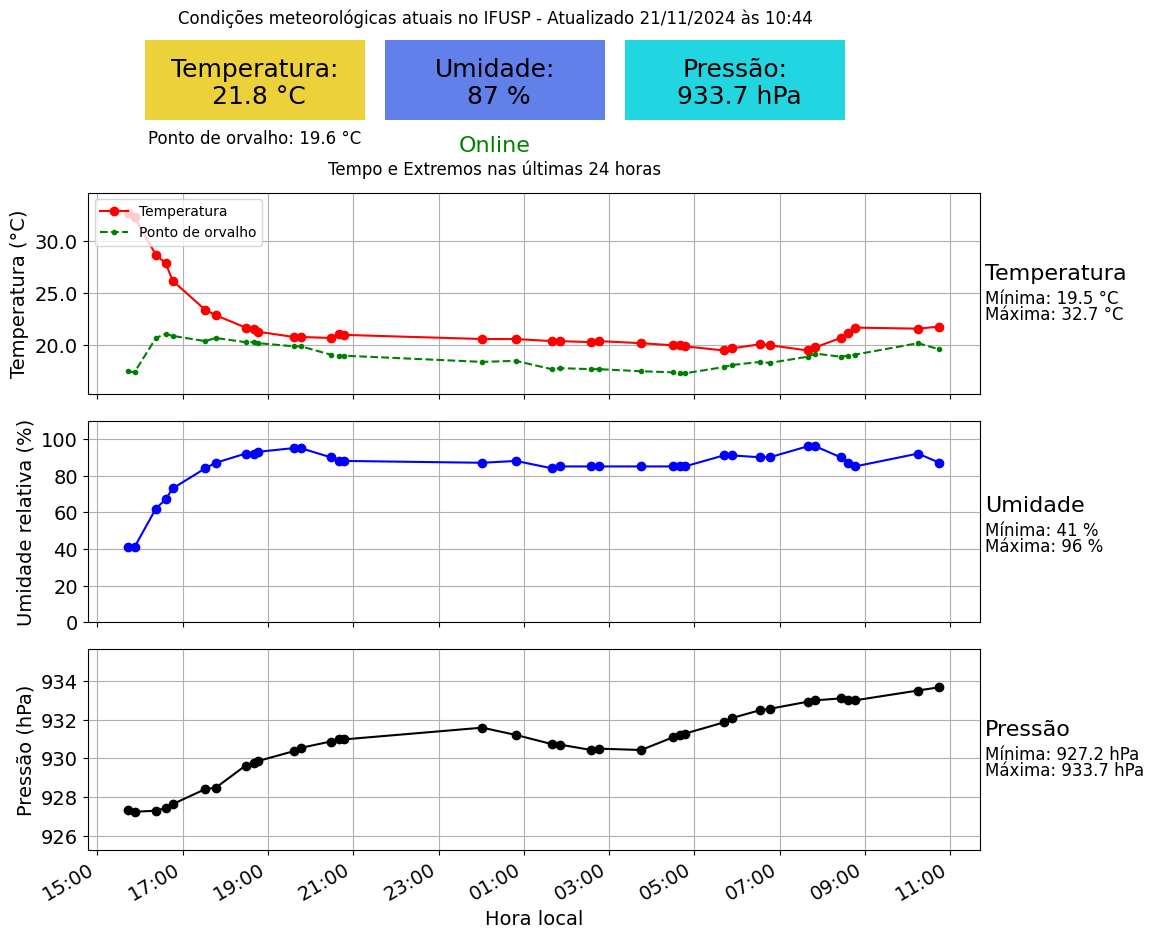 Condições meteorológicas atuais no IFUSP - Atualizado 21/11/2024 às 10:44
Temperatura:
21.8 °C
Umidade:
87 %
Pressão:
933.7 hPa
Ponto de orvalho: 19.6 °C
Online
Tempo e Extremos nas últimas 24 horas
Temperatura (°C)
30.0
25.0
20.0
Temperatura
Ponto de orvalho
Temperatura
Mínima: 19.5 °C
Máxima: 32.7 °C
Umidade relativa (%)
100
80
60
40
20
0
Umidade
Mínima: 41 %
Máxima: 96 %
Pressão (hPa)
934
932
930
928
926
Pressão
Mínima: 927.2 hPa
Máxima: 933.7 hPa
15:00 17:00 19:00 21:00 23:00 01:00 03:00 05:00 07:00 09:00 11:00
Hora local